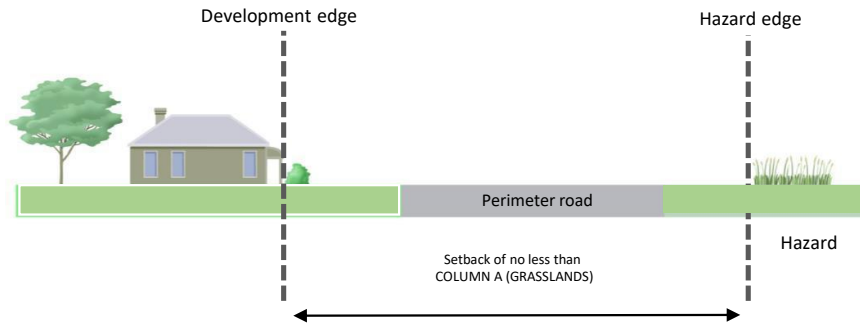 Development edge
Hazard edge
Perimeter road
Hazard
Setback of no less than
COLUMN A (GRASSLANDS)